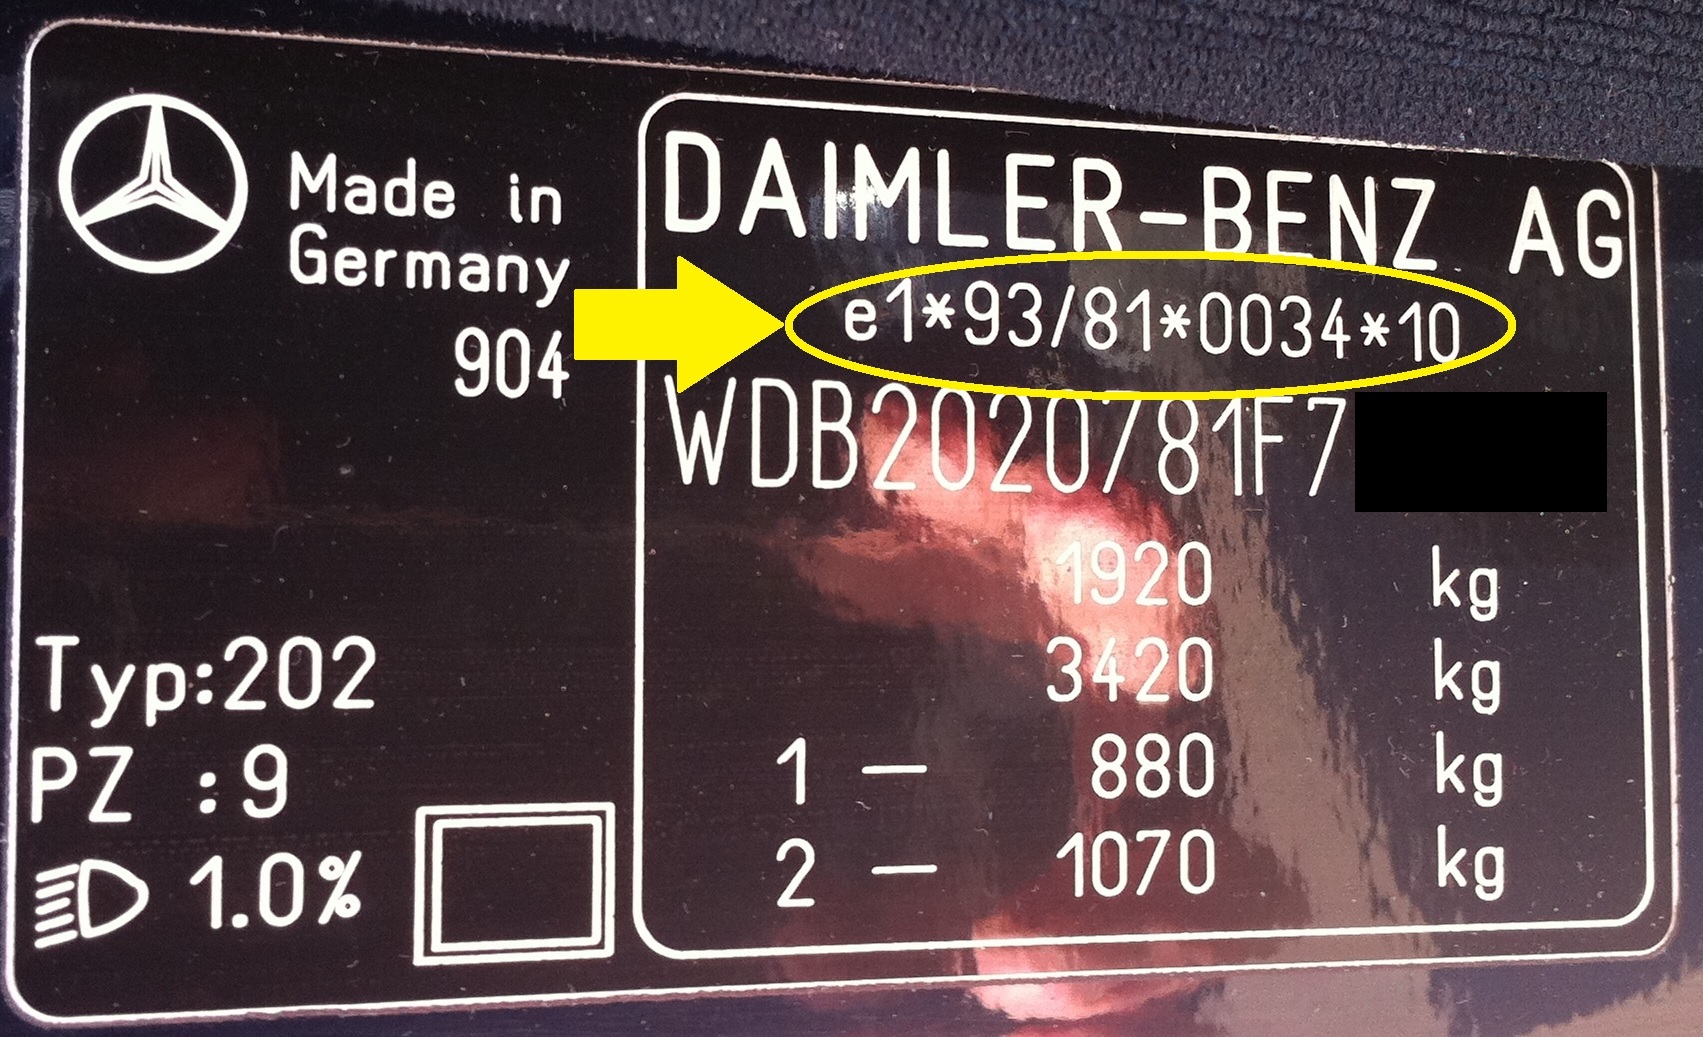 Made in
Germany
904
Typ:202
PZ :9
1.0%
DAIMLER-BENZ AG
e1*93/81*0034*10
WDB2020781F7
1920 kg
3420 kg
1 — 880 kg
2 — 1070 kg